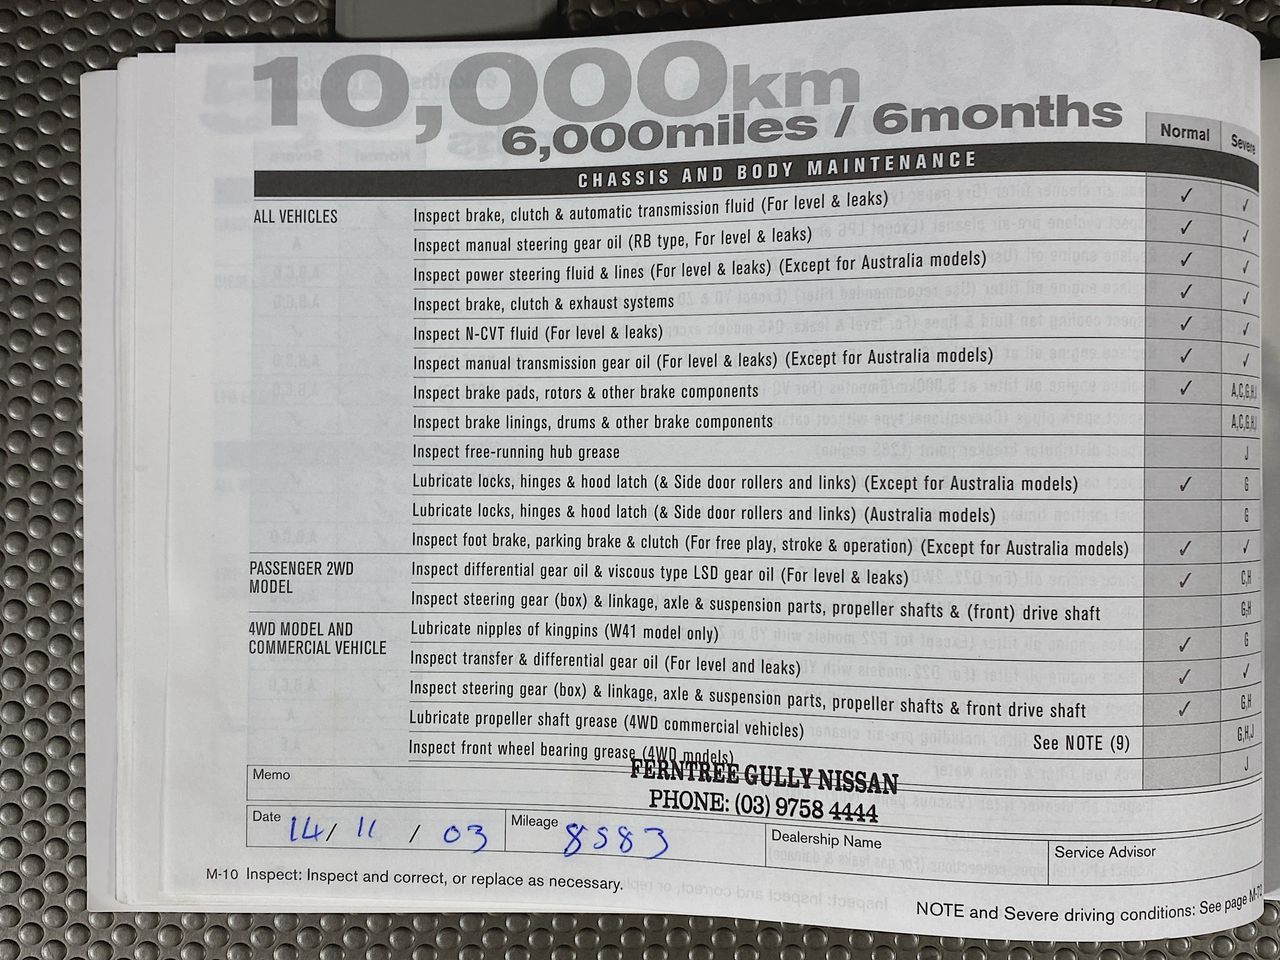 10,000km
6,000miles / 6months
Normal Severe
CHASSIS AND BODY MAINTENANCE
ALL VEHICLES
Inspect brake, clutch & automatic transmission fluid (For level & leaks) ✓ ✓
Inspect manual steering gear oil (RB type, For level & leaks) ✓ ✓
Inspect power steering fluid & lines (For level & leaks) (Except for Australia models) ✓ ✓
Inspect brake, clutch & exhaust systems ✓ ✓
Inspect N-CVT fluid (For level & leaks) ✓ ✓
Inspect manual transmission gear oil (For level & leaks) (Except for Australia models) ✓ ✓
Inspect brake pads, rotors & other brake components ✓ A,C,G,H,
Inspect brake linings, drums & other brake components A,C,G,H,
Inspect free-running hub grease J
Lubricate locks, hinges & hood latch (& Side door rollers and links) (Except for Australia models) ✓ G
Lubricate locks, hinges & hood latch (& Side door rollers and links) (Australia models) G
Inspect foot brake, parking brake & clutch (For free play, stroke & operation) (Except for Australia models) ✓ ✓
PASSENGER 2WD
MODEL
Inspect differential gear oil & viscous type LSD gear oil (For level & leaks) ✓ C,H
Inspect steering gear (box) & linkage, axle & suspension parts, propeller shafts & (front) drive shaft G,H
4WD MODEL AND
COMMERCIAL VEHICLE
Lubricate nipples of kingpins (W41 model only) ✓ G
Inspect transfer & differential gear oil (For level and leaks) ✓ ✓
Inspect steering gear (box) & linkage, axle & suspension parts, propeller shafts & front drive shaft ✓ G,H
Lubricate propeller shaft grease (4WD commercial vehicles) See NOTE (9) G,H,J
Inspect front wheel bearing grease (4WD models) J
Memo
FERNTREE GULLY NISSAN
PHONE: (03) 9758 4444
Date 14/ 11 / 03
Mileage 8583
Dealership Name
Service Advisor
M-10 Inspect: Inspect and correct, or replace as necessary.
NOTE and Severe driving conditions: See page